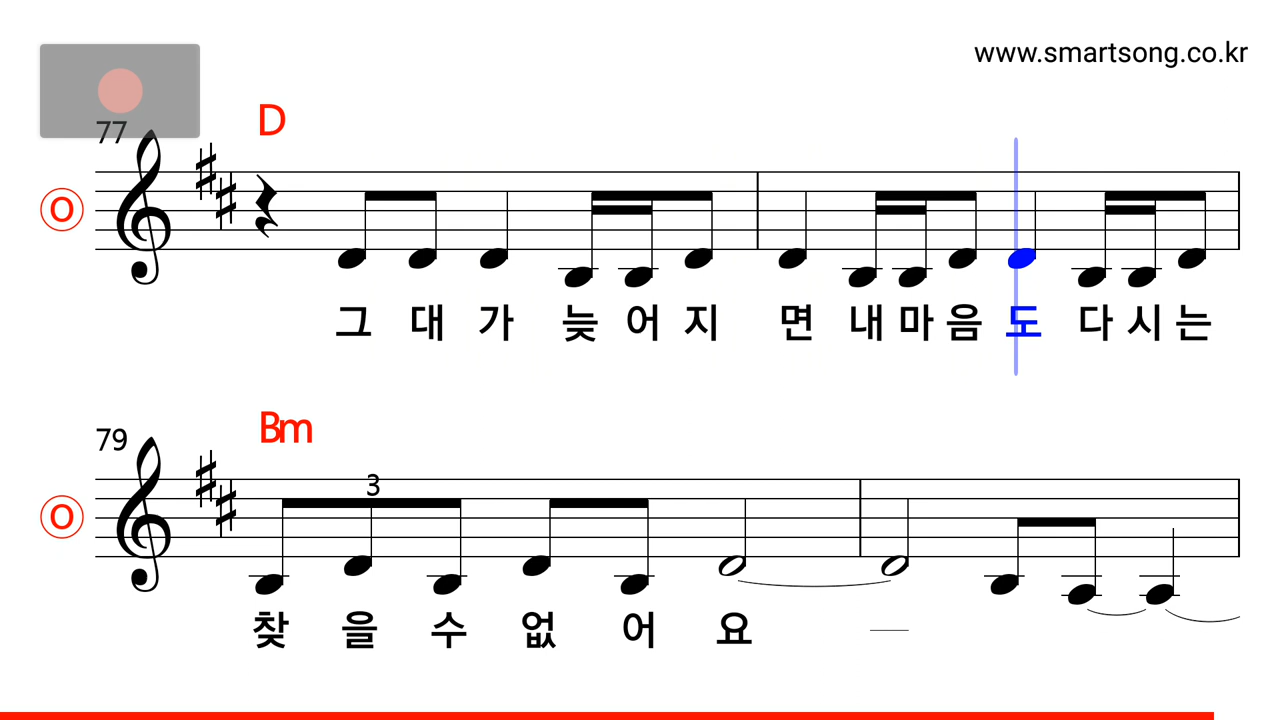 www.smartsong.co.kr
77
D
O
그 대 가 늦 어 지 면 내 마 음 도 다 시 는
79
Bm
3
O
찾 을 수 없 어 요